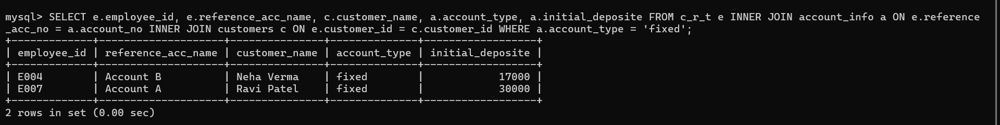 mysql> SELECT e.employee_id, e.reference_acc_name, c.customer_name, a.account_type, a.initial_deposite FROM c_r_t e INNER JOIN account_info a ON e.reference
_acc_no = a.account_no INNER JOIN customers c ON e.customer_id = c.customer_id WHERE a.account_type = 'fixed';
+-------------+--------------------+---------------+--------------+------------------+
| employee_id | reference_acc_name | customer_name | account_type | initial_deposite |
+-------------+--------------------+---------------+--------------+------------------+
| E004        | Account B          | Neha Verma    | fixed        |            17000 |
| E007        | Account A          | Ravi Patel    | fixed        |            30000 |
+-------------+--------------------+---------------+--------------+------------------+
2 rows in set (0.00 sec)